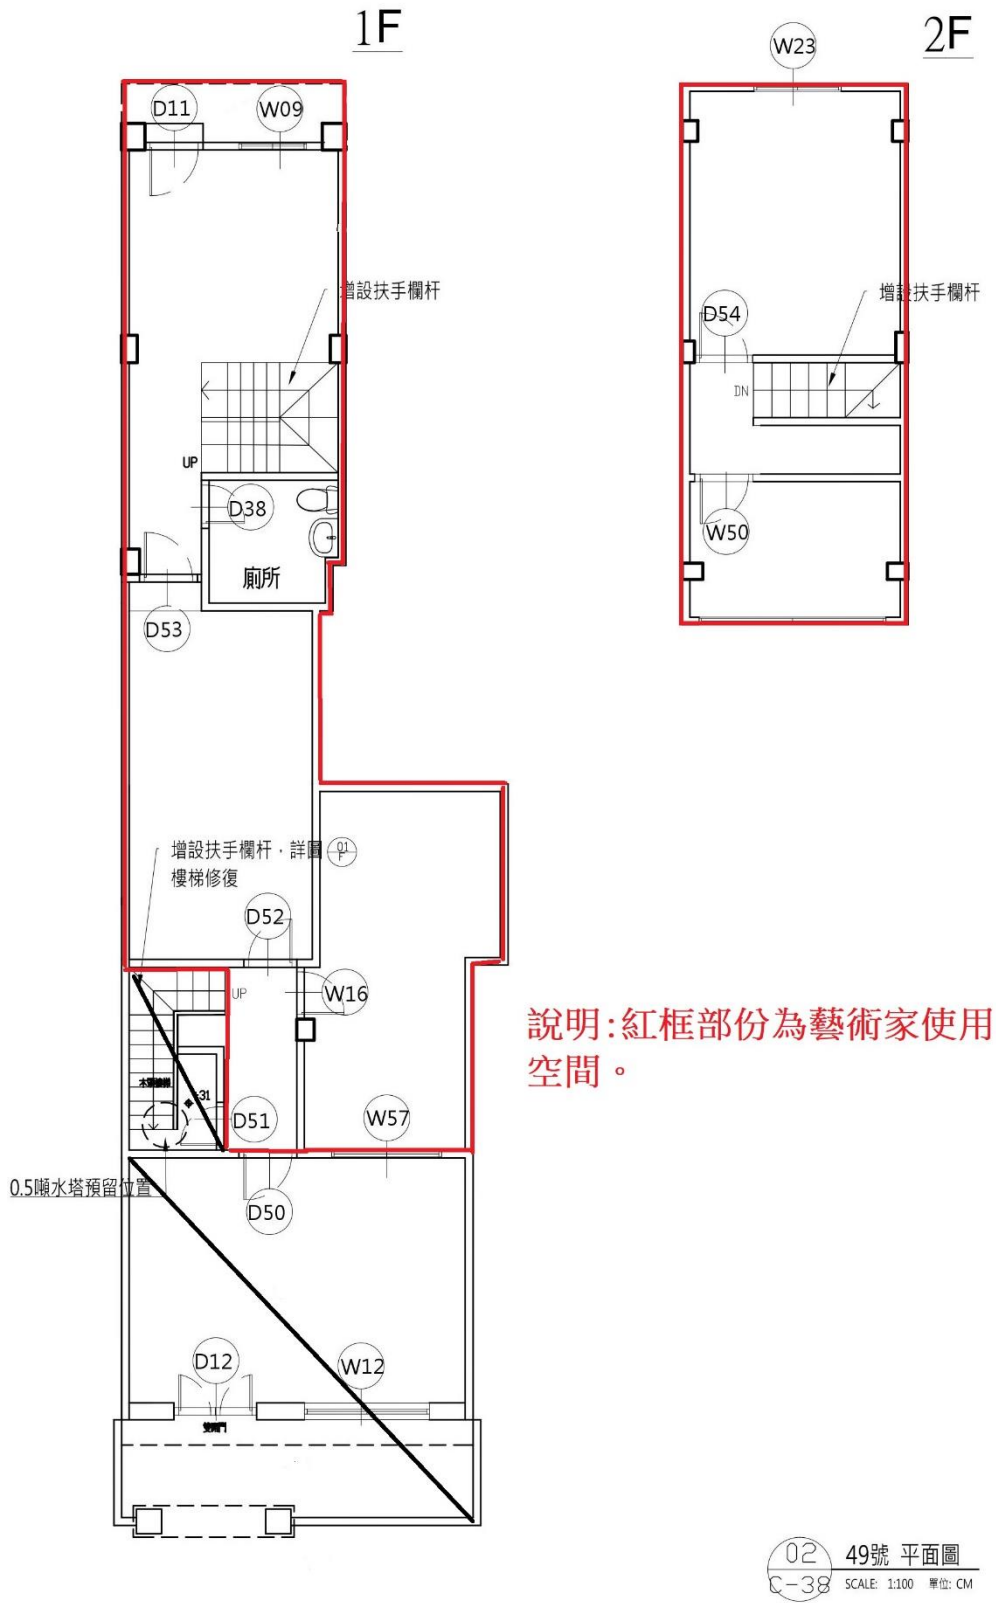 1F
2F
W23
D11
W09
增設扶手欄杆
增設扶手欄杆
D54
DN
UP
D38
W50
廁所
D53
增設扶手欄杆,詳圖
01
F
樓梯修復
D52
UP
W16
說明:紅框部份為藝術家使用
空間。
D51
W57
0.5噸水塔預留位置
D50
D12
W12
雙開門
02
C-38
49號 平面圖
SCALE: 1:100 單位: CM